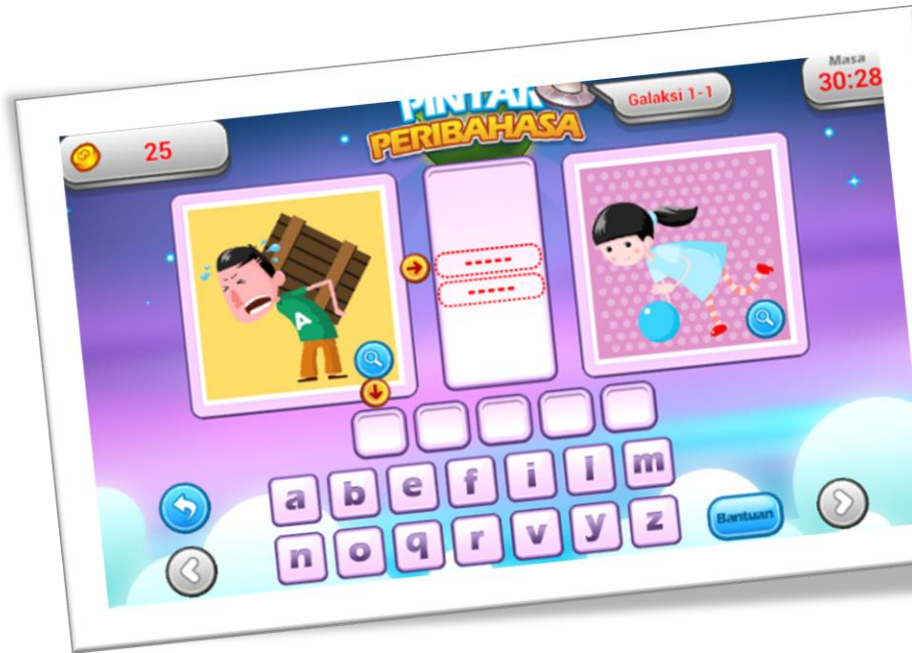 Masa
30:28
Galaksi 1-1
25
PINTAR
PERIBAHASA
-----
-----
A
a b e f i l m
n o q r v y z
Bantuan